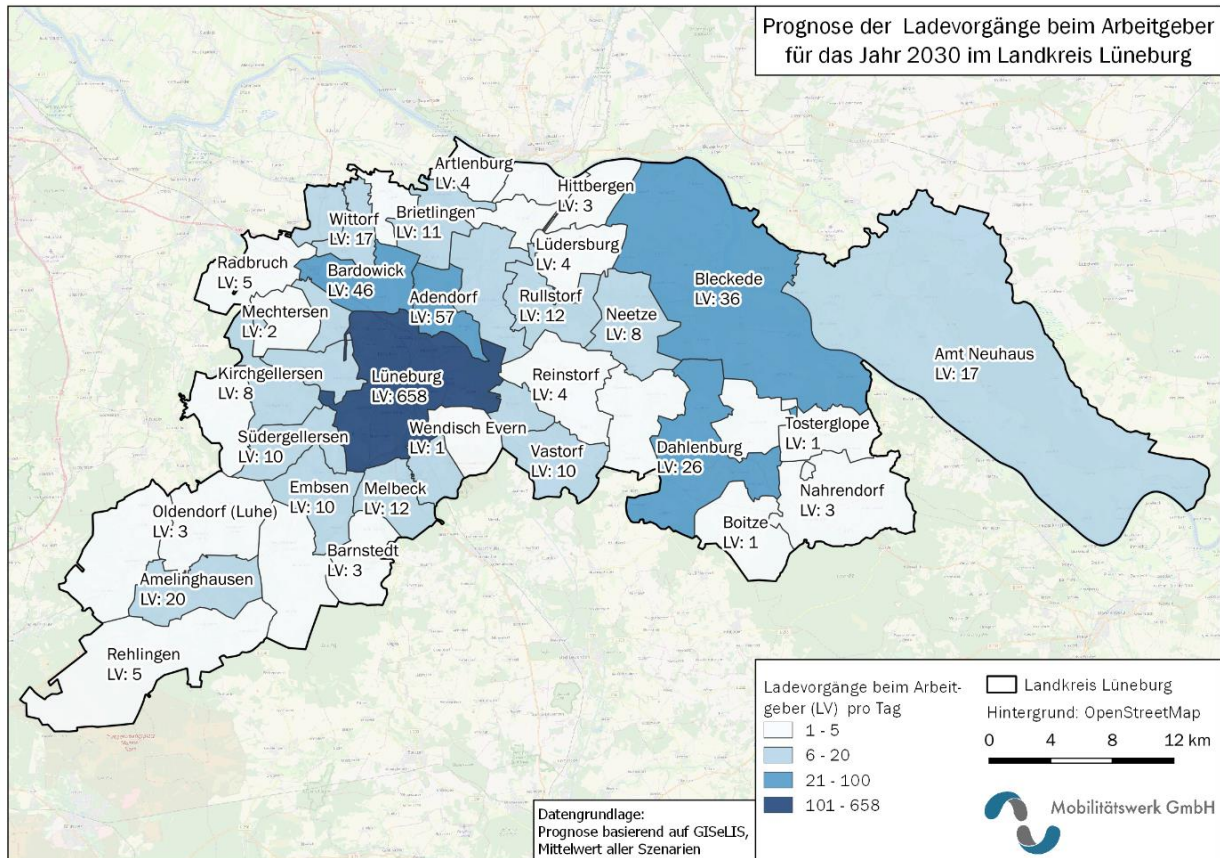 Prognose der Ladevorgänge beim Arbeitgeber
für das Jahr 2030 im Landkreis Lüneburg
Artlenburg
LV: 4
Hittbergen
LV: 3
Wittorf
LV: 17
Brietlingen
LV: 11
Lüdersburg
LV: 4
Radbruch
LV: 5
Bardowick
LV: 46
Adendorf
LV: 57
Rullstorf
LV: 12
Neetze
LV: 8
Bleckede
LV: 36
Mechtersen
LV: 2
Amt Neuhaus
LV: 17
Kirchgellersen
LV: 8
Lüneburg
LV: 658
Reinstorf
LV: 4
Wendisch Evern
LV: 1
Tosterglope
LV: 1
Südergellersen
LV: 10
Vastorf
LV: 10
Dahlenburg
LV: 26
Embsen
LV: 10
Melbeck
LV: 12
Nahrendorf
LV: 3
Oldendorf (Luhe)
LV: 3
Boitze
LV: 1
Barnstedt
LV: 3
Amelinghausen
LV: 20
Rehlingen
LV: 5
Ladevorgänge beim Arbeit-
geber (LV) pro Tag
1 - 5
6 - 20
21 - 100
101 - 658
Landkreis Lüneburg
Hintergrund: OpenStreetMap
0 4 8 12 km
Mobilitätswerk GmbH
Datengrundlage:
Prognose basierend auf GISeLIS,
Mittelwert aller Szenarien